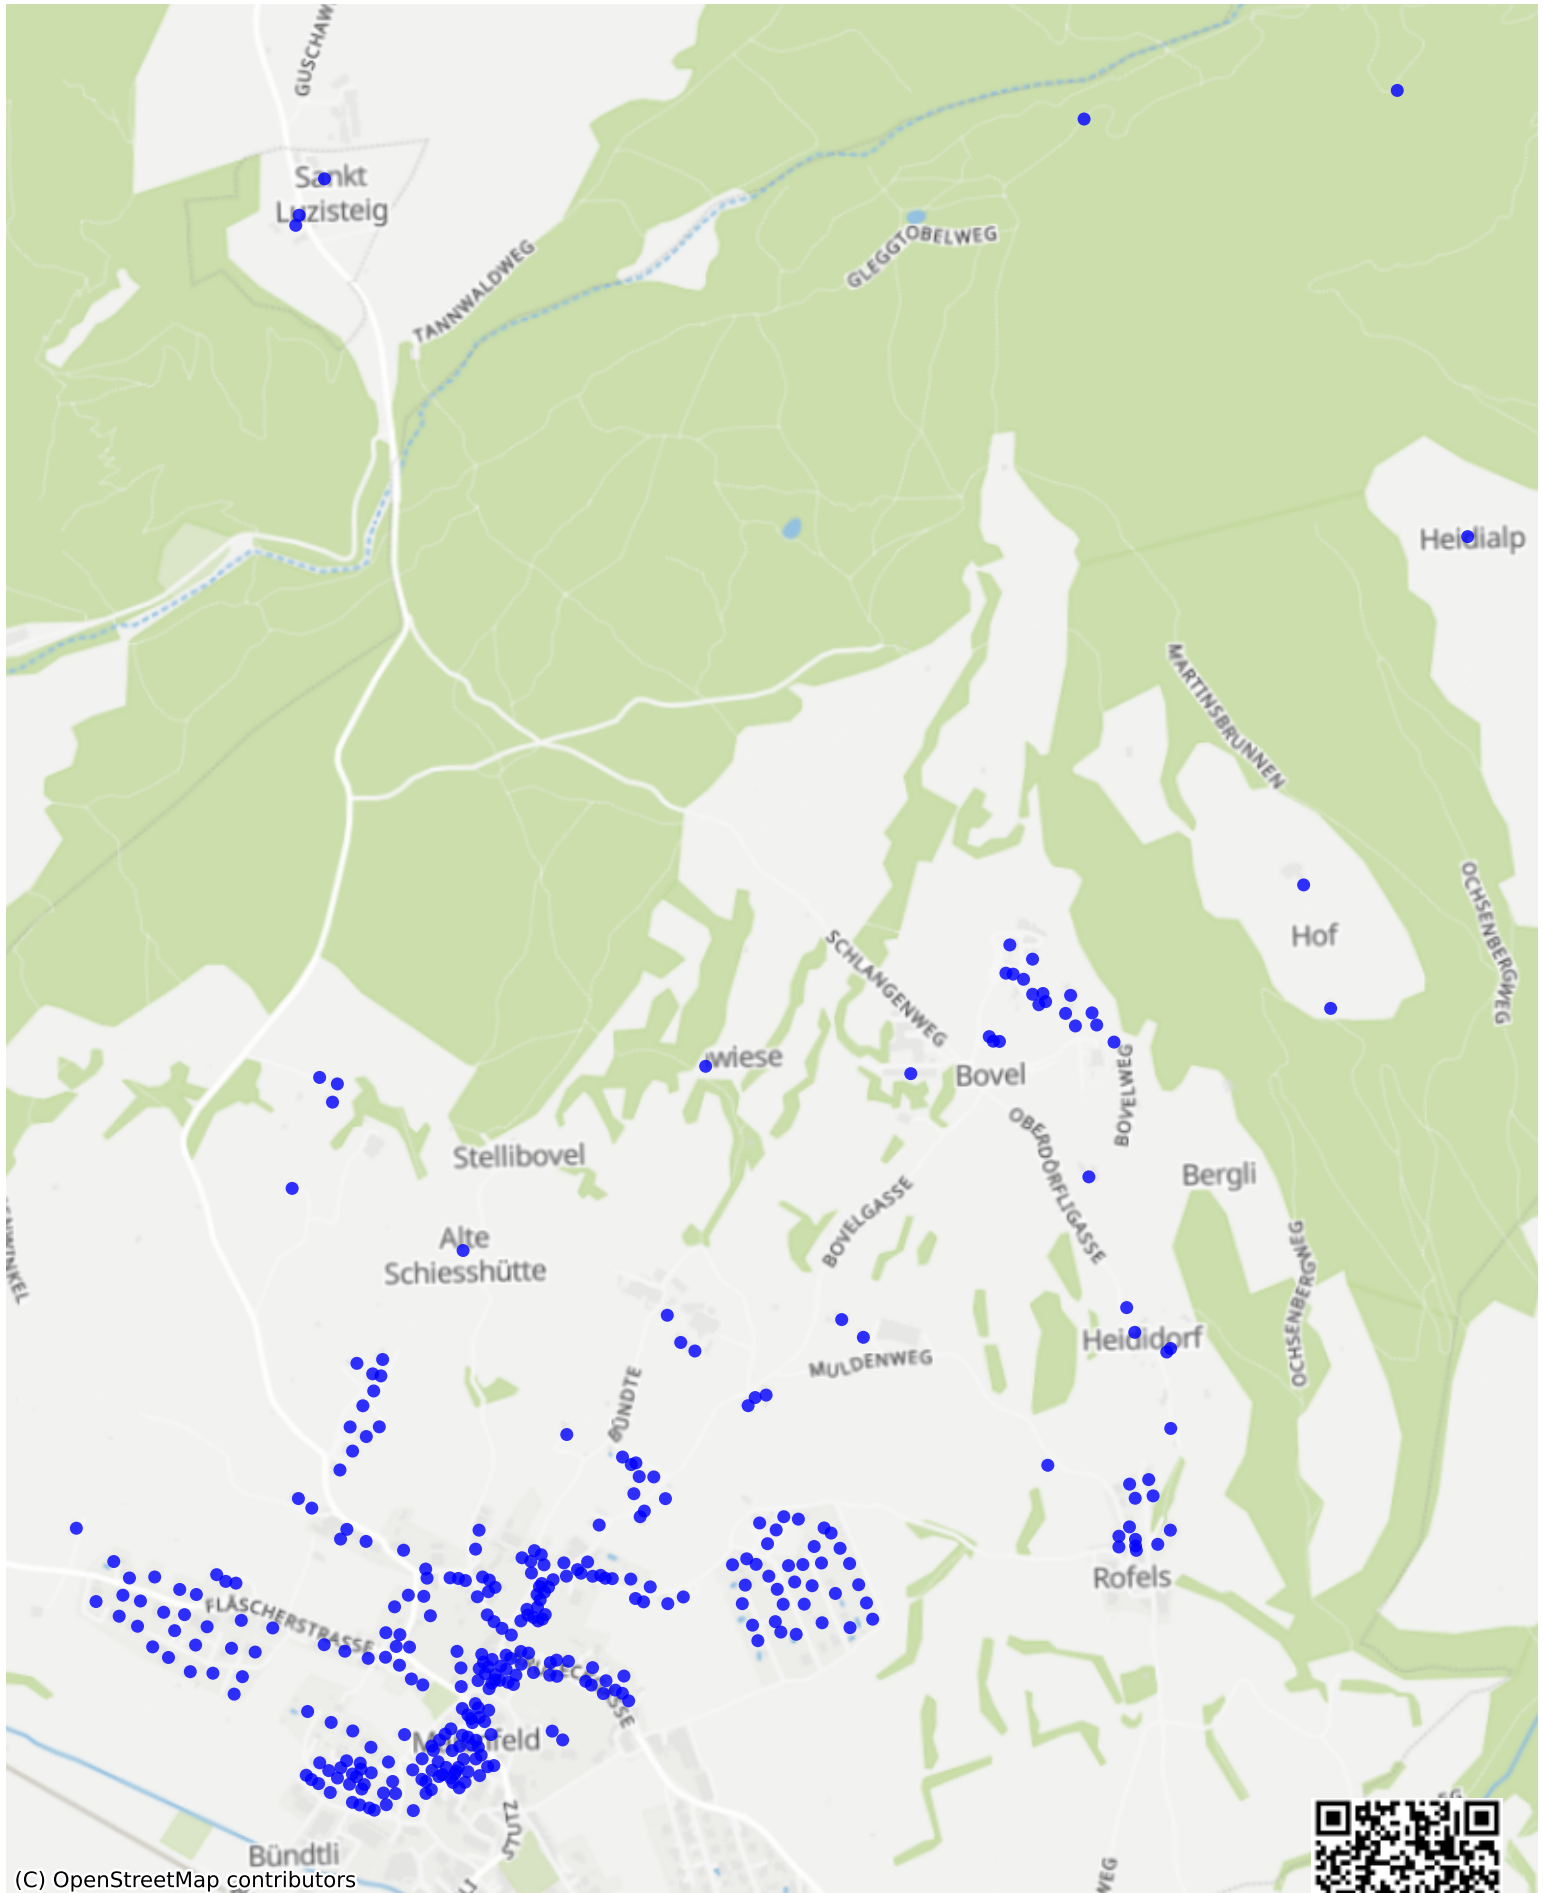 Sankt
Luzisteig
TANNWALDWEG
GLEGGTOBELWEG
Heidialp
MARTINSBRUNNEN
OCHSENBERGWEG
Hof
SCHLANGENWEG
wiese
Bovel
BOVELWEG
OBERDÖRFLIGASSE
Stellibovel
Bergli
BOVELGASSE
Alte
Schiesshütte
OCHSENBERGWEG
Heididorf
MULDENWEG
BÜNDTE
Rofels
FLÄSCHERSTRASSE
STUTZ
Bündtli
(C) OpenStreetMap contributors